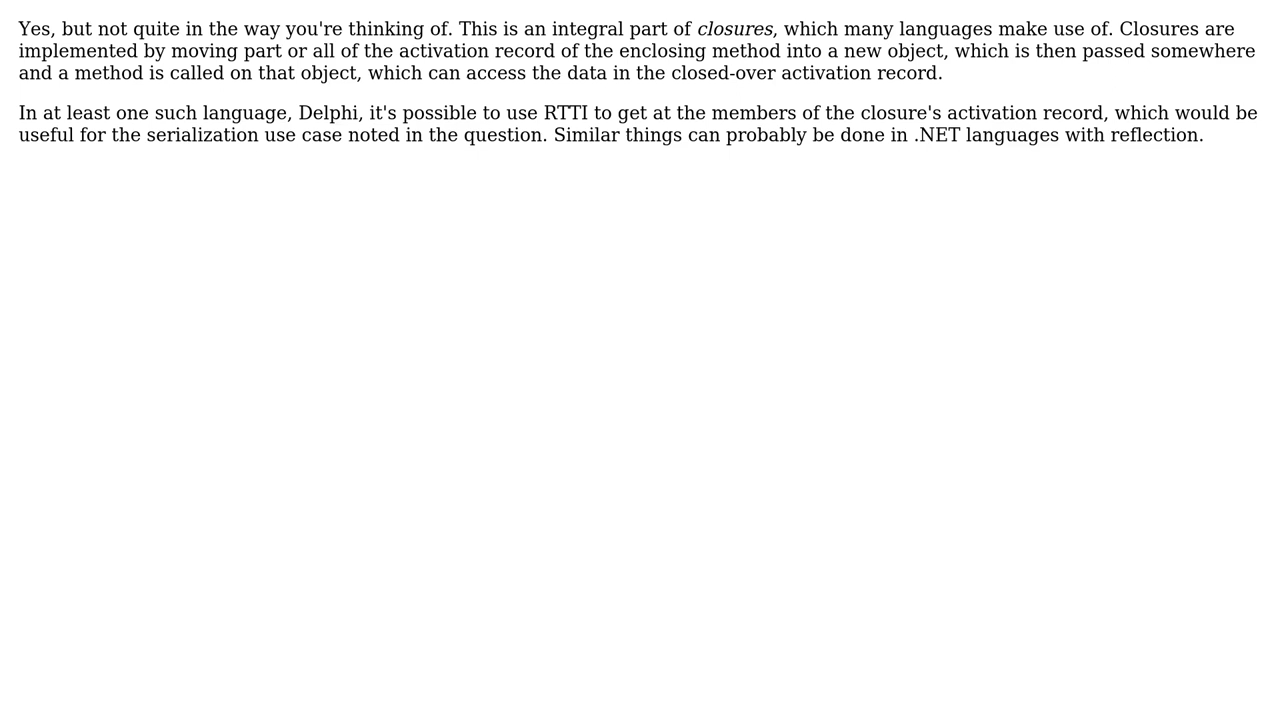 Yes, but not quite in the way you're thinking of. This is an integral part of closures, which many languages make use of. Closures are
implemented by moving part or all of the activation record of the enclosing method into a new object, which is then passed somewhere
and a method is called on that object, which can access the data in the closed-over activation record.
In at least one such language, Delphi, it's possible to use RTTI to get at the members of the closure's activation record, which would be
useful for the serialization use case noted in the question. Similar things can probably be done in .NET languages with reflection.